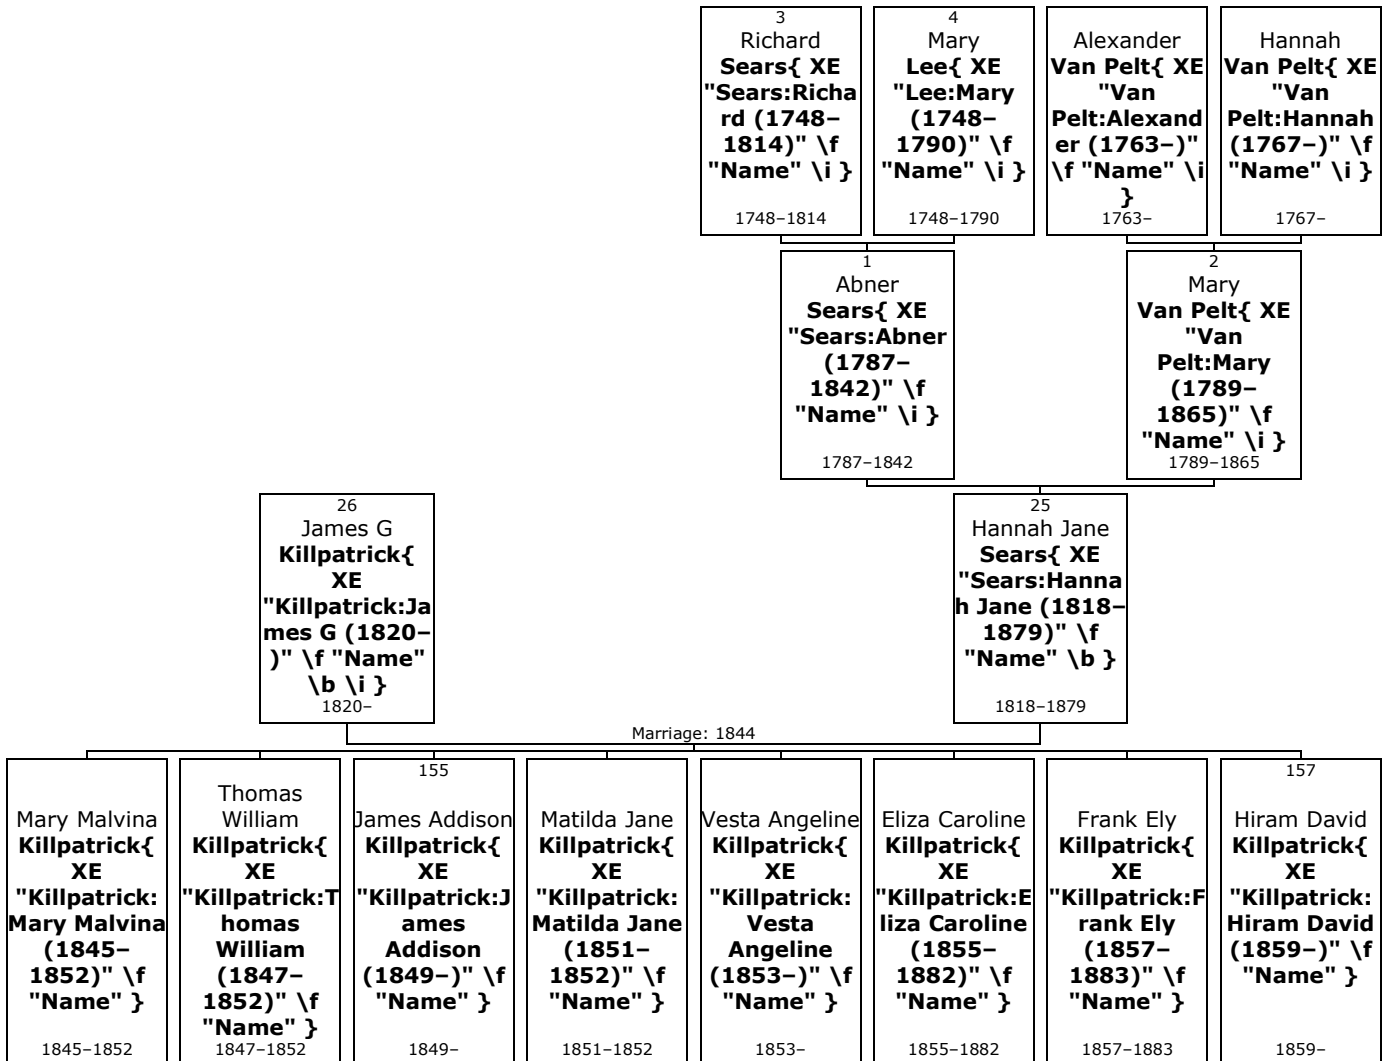 3
Richard
Sears{ XE
"Sears:Richa
rd (1748–
1814)" \f
"Name" \i }
1748–1814
4
Mary
Lee{ XE
"Lee:Mary
(1748–
1790)" \f
"Name" \i }
1748–1790
Alexander
Van Pelt{ XE
"Van
Pelt:Alexand
er (1763–)"
\f "Name" \i
}
1763–
Hannah
Van Pelt{ XE
"Van
Pelt:Hannah
(1767–)" \f
"Name" \i }
1767–
1
Abner
Sears{ XE
"Sears:Abner
(1787–
1842)" \f
"Name" \i }
1787–1842
2
Mary
Van Pelt{ XE
"Van
Pelt:Mary
(1789–
1865)" \f
"Name" \i }
1789–1865
26
James G
Killpatrick{
XE
"Killpatrick:Ja
mes G (1820–
)" \f "Name"
\b \i }
1820–
25
Hannah Jane
Sears{ XE
"Sears:Hanna
h Jane (1818–
1879)" \f
"Name" \b }
1818–1879
Marriage: 1844
Mary Malvina
Killpatrick{
XE
"Killpatrick:
Mary Malvina
(1845–
1852)" \f
"Name" }
1845–1852
Thomas
William
Killpatrick{
XE
"Killpatrick:T
homas
William
(1847–
1852)" \f
"Name" }
1847–1852
155
James Addison
Killpatrick{
XE
"Killpatrick:J
ames
Addison
(1849–)" \f
"Name" }
1849–
Matilda Jane
Killpatrick{
XE
"Killpatrick:
Matilda Jane
(1851–
1852)" \f
"Name" }
1851–1852
Vesta Angeline
Killpatrick{
XE
"Killpatrick:
Vesta
Angeline
(1853–)" \f
"Name" }
1853–
Eliza Caroline
Killpatrick{
XE
"Killpatrick:E
liza Caroline
(1855–
1882)" \f
"Name" }
1855–1882
Frank Ely
Killpatrick{
XE
"Killpatrick:F
rank Ely
(1857–
1883)" \f
"Name" }
1857–1883
157
Hiram David
Killpatrick{
XE
"Killpatrick:
Hiram David
(1859–)" \f
"Name" }
1859–